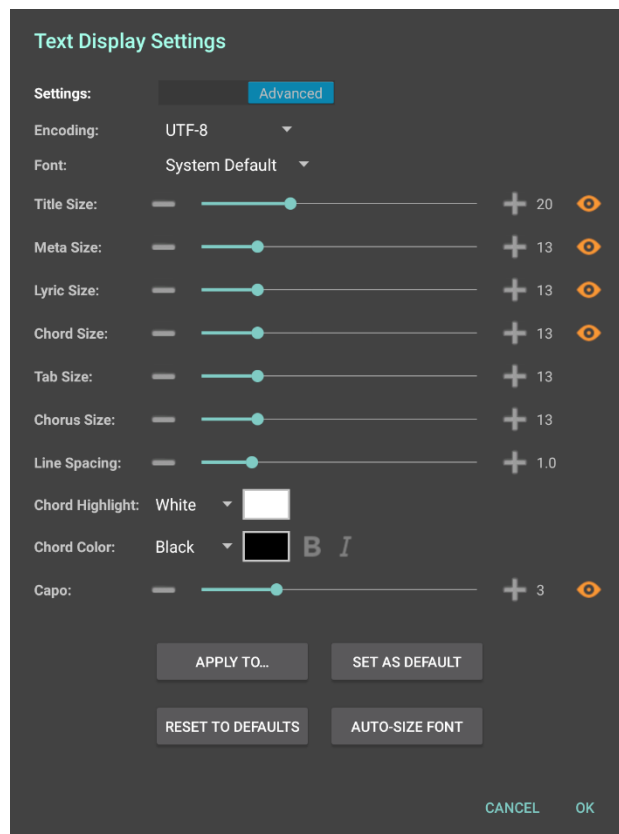 Text Display Settings
Settings: Advanced
Encoding: UTF-8
Font: System Default
Title Size: 20
Meta Size: 13
Lyric Size: 13
Chord Size: 13
Tab Size: 13
Chorus Size: 13
Line Spacing: 1.0
Chord Highlight: White
Chord Color: Black B I
Capo: 3
APPLY TO... SET AS DEFAULT
RESET TO DEFAULTS AUTO-SIZE FONT
CANCEL OK